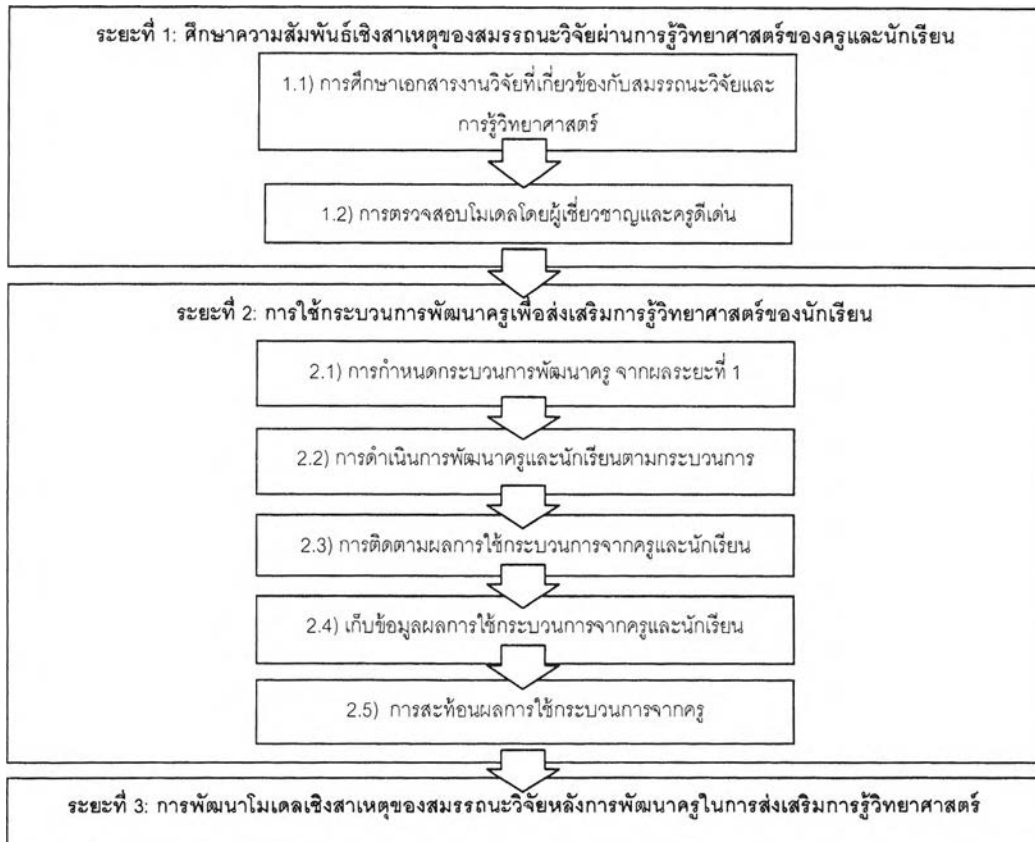 ระยะที่ 1: ศึกษาความสัมพันธ์เชิงสาเหตุของสมรรถนะวิจัยผ่านการรู้วิทยาศาสตร์ของครูและนักเรียน
1.1) การศึกษาเอกสารงานวิจัยที่เกี่ยวข้องกับสมรรถนะวิจัยและ
การรู้วิทยาศาสตร์
1.2) การตรวจสอบโมเดลโดยผู้เชี่ยวชาญและครูดีเด่น
ระยะที่ 2: การใช้กระบวนการพัฒนาครูเพื่อส่งเสริมการรู้วิทยาศาสตร์ของนักเรียน
2.1) การกำหนดกระบวนการพัฒนาครู จากผลระยะที่ 1
2.2) การดำเนินการพัฒนาครูและนักเรียนตามกระบวนการ
2.3) การติดตามผลการใช้กระบวนการจากครูและนักเรียน
2.4) เก็บข้อมูลผลการใช้กระบวนการจากครูและนักเรียน
2.5) การสะท้อนผลการใช้กระบวนการจากครู
ระยะที่ 3: การพัฒนาโมเดลเชิงสาเหตุของสมรรถนะวิจัยหลังการพัฒนาครูในการส่งเสริมการรู้วิทยาศาสตร์